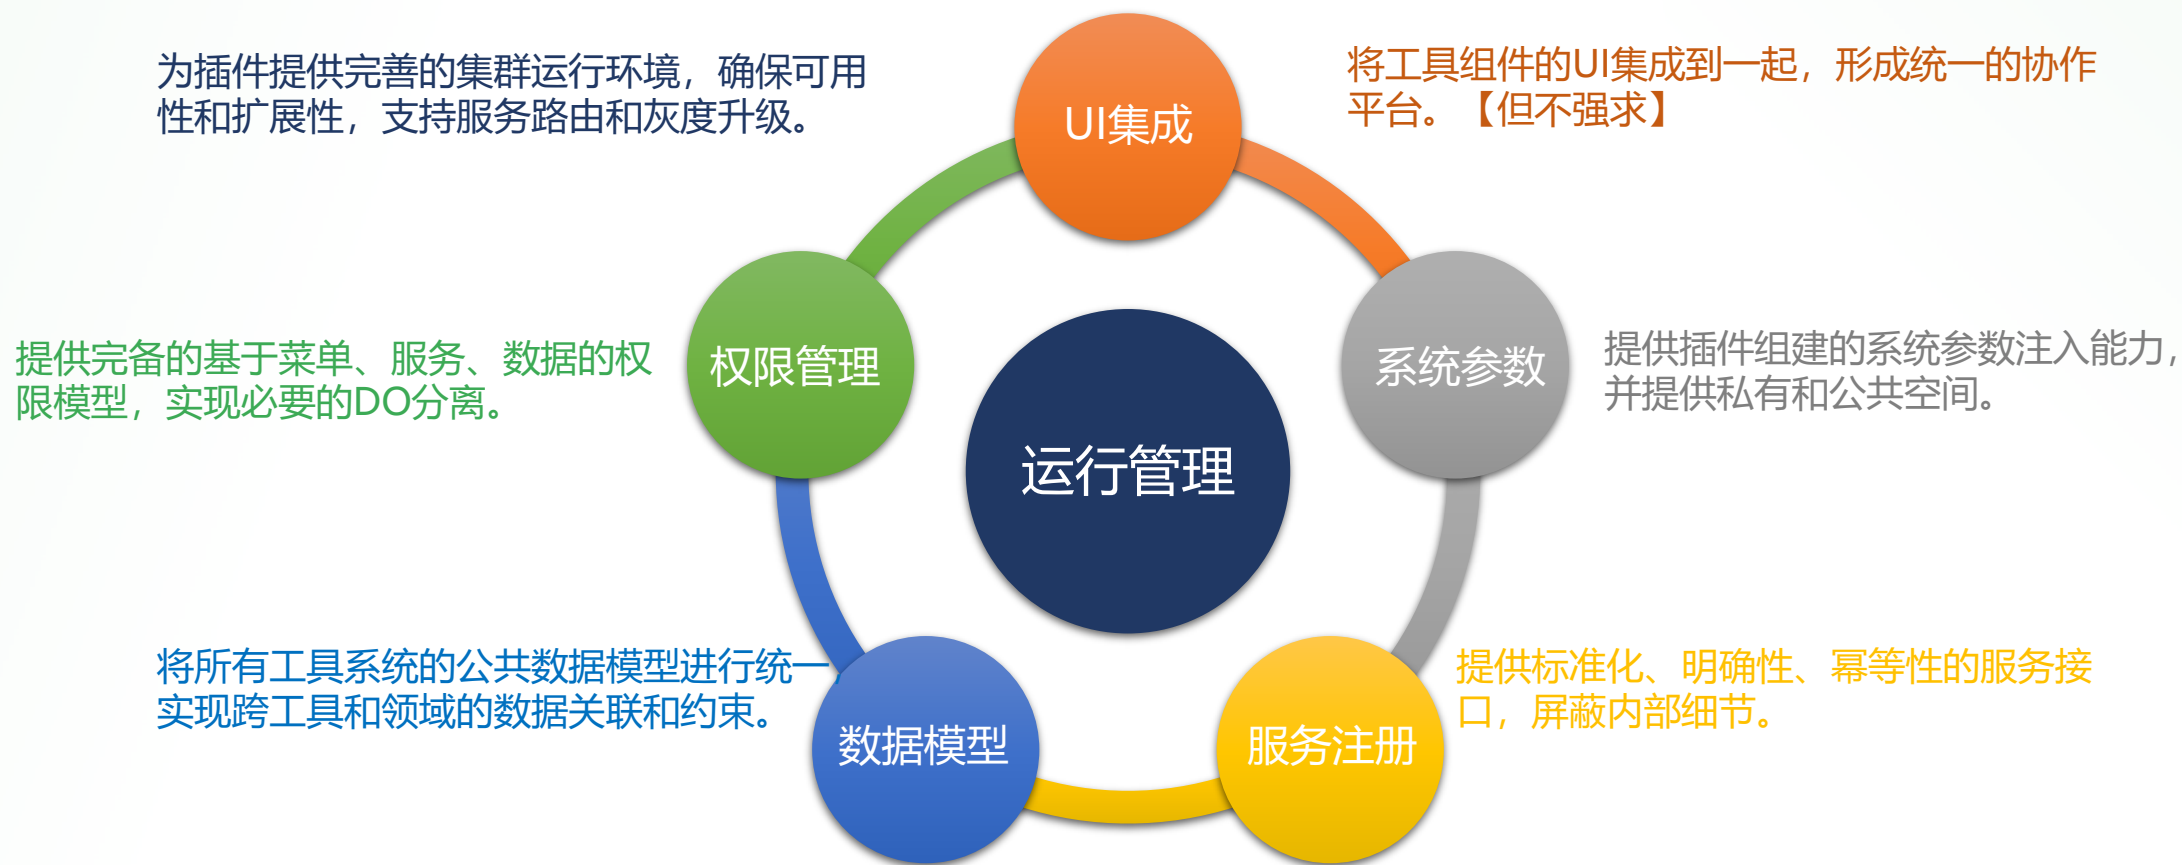 为插件提供完善的集群运行环境，确保可用
性和扩展性，支持服务路由和灰度升级。
UI集成
将工具组件的UI集成到一起，形成统一的协作
平台。【但不强求】
提供完备的基于菜单、服务、数据的权
限模型，实现必要的DO分离。
权限管理
系统参数
提供插件组建的系统参数注入能力，
并提供私有和公共空间。
运行管理
将所有工具系统的公共数据模型进行统一，
实现跨工具和领域的数据关联和约束。
数据模型
服务注册
提供标准化、明确性、幂等性的服务接
口，屏蔽内部细节。